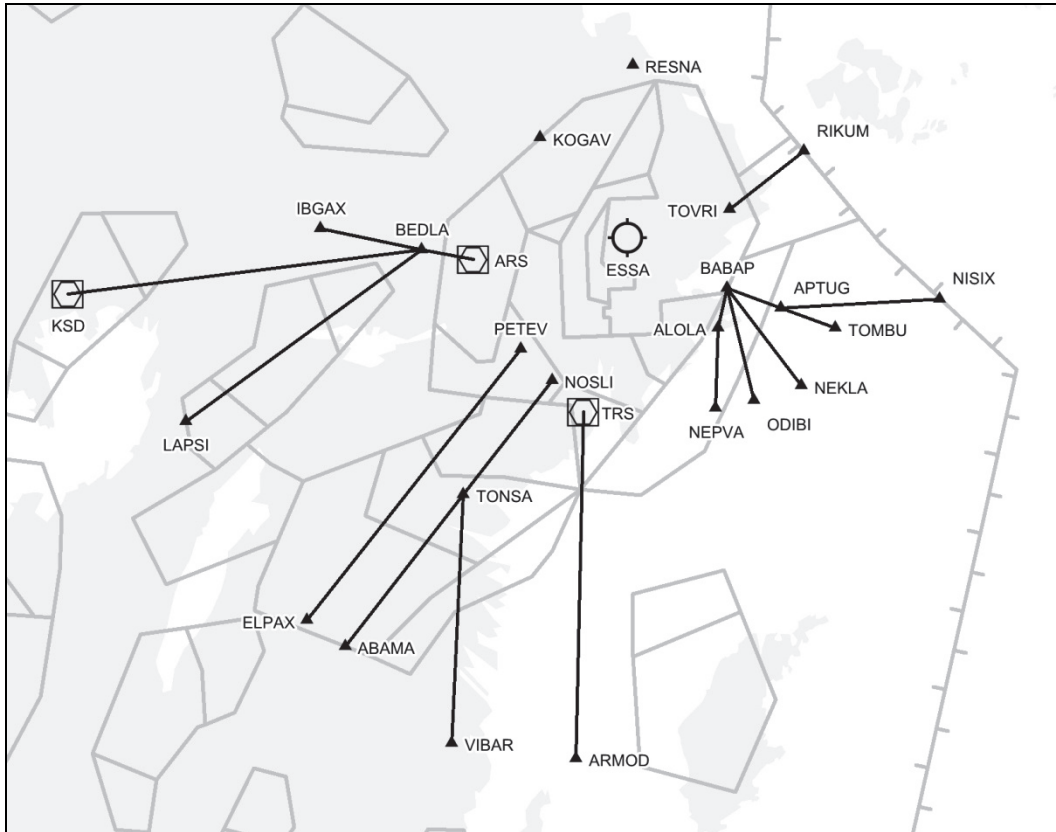 RESNA
RIKUM
KOGAV
IBGAX
TOVRI
BEDLA
ARS
ESSA
BABAP
APTUG
NISIX
KSD
PETEV
ALOLA
TOMBU
NOSLI
NEKLA
TRS
ODIBI
NEPVA
LAPSI
TONSA
ELPAX
ABAMA
VIBAR
ARMOD